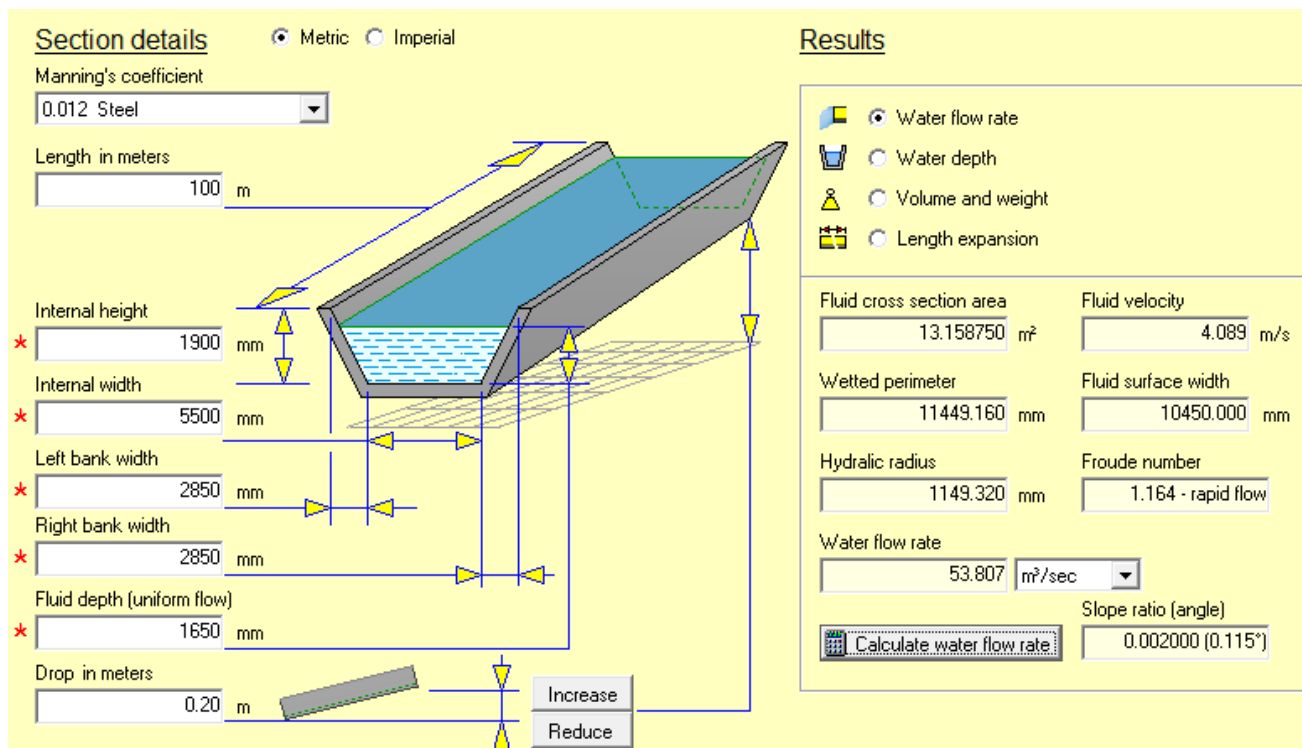 Section details
Metric
Imperial
Manning's coefficient
0.012 Steel
Length in meters
100 m
Internal height
* 1900 mm
Internal width
* 5500 mm
Left bank width
* 2850 mm
Right bank width
* 2850 mm
Fluid depth (uniform flow)
* 1650 mm
Drop in meters
0.20 m
Increase
Reduce
Results
Water flow rate
Water depth
Volume and weight
Length expansion
Fluid cross section area
13.158750 m²
Fluid velocity
4.089 m/s
Wetted perimeter
11449.160 mm
Fluid surface width
10450.000 mm
Hydralic radius
1149.320 mm
Froude number
1.164 - rapid flow
Water flow rate
53.807 m³/sec
Slope ratio (angle)
0.002000 (0.115°)
Calculate water flow rate